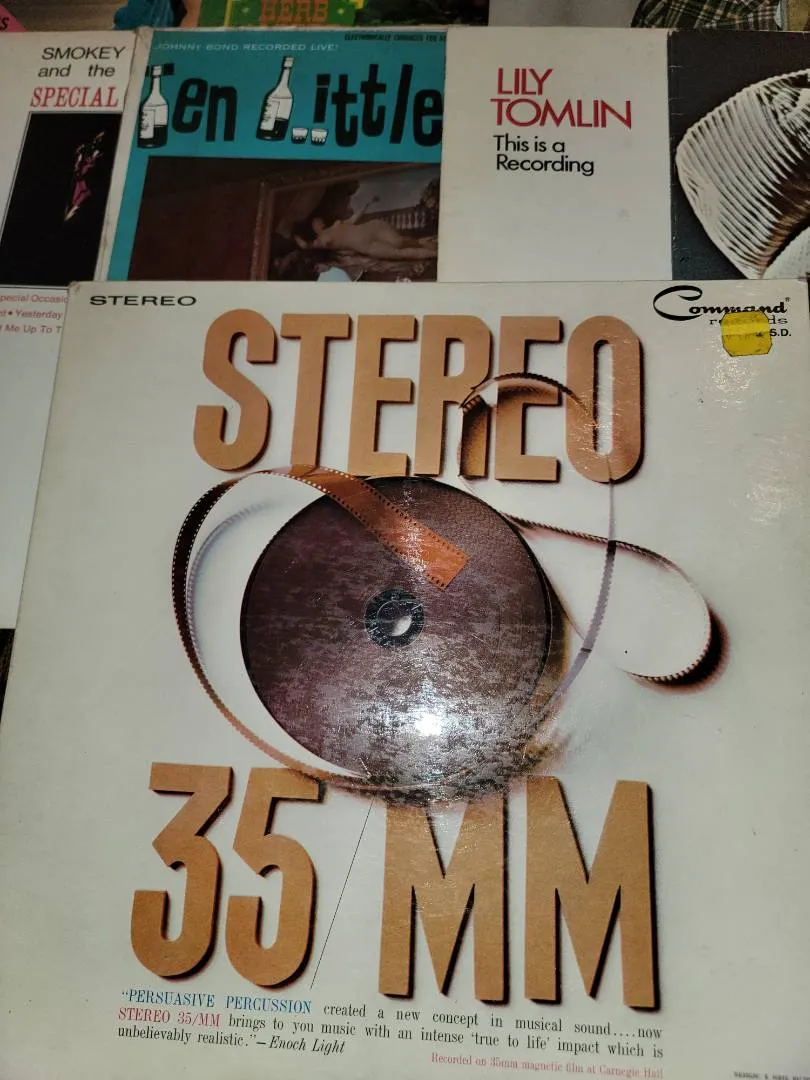 HERB
SMOKEY
and the
SPECIAL
JOHNNY BOND RECORDED LIVE!
Ten Little
LILY
TOMLIN
This is a
Recording
pecial Occasio
Yesterday
Me Up To T
STEREO
Command®
records
S.D.
STEREO
35/MM
“PERSUASIVE PERCUSSION created a new concept in musical sound....now
STEREO 35/MM brings to you music with an intense ‘true to life’ impact which is
unbelievably realistic.”—Enoch Light
Recorded on 35mm magnetic film at Carnegie Hall